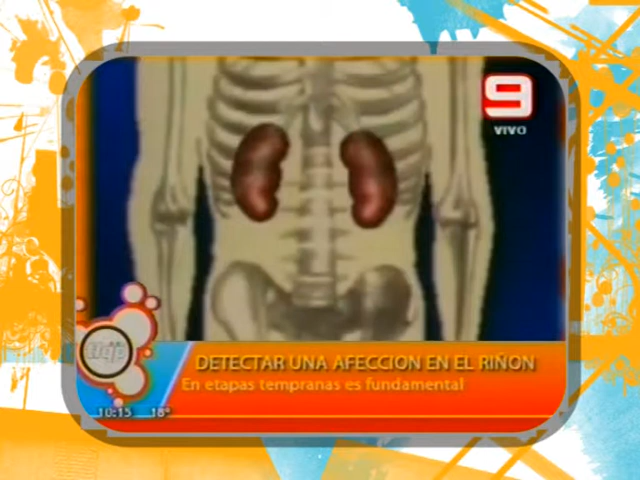 9
VIVO
DETECTAR UNA AFECCION EN EL RIÑON
En etapas tempranas es fundamental
10:15 18°